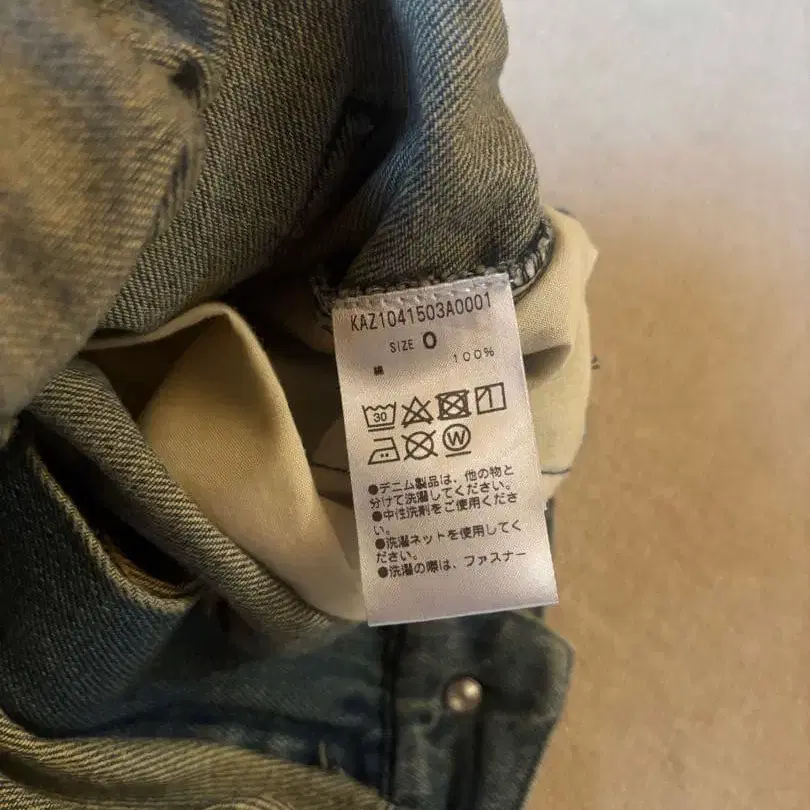 KAZ1041503A0001
SIZE 0
綿 100%
30
W
●デニム製品は、他の物と
分けて洗濯してください。
●中性洗剤をご使用くださ
い。
●洗濯ネットを使用してく
ださい。
●洗濯の際は、ファスナー